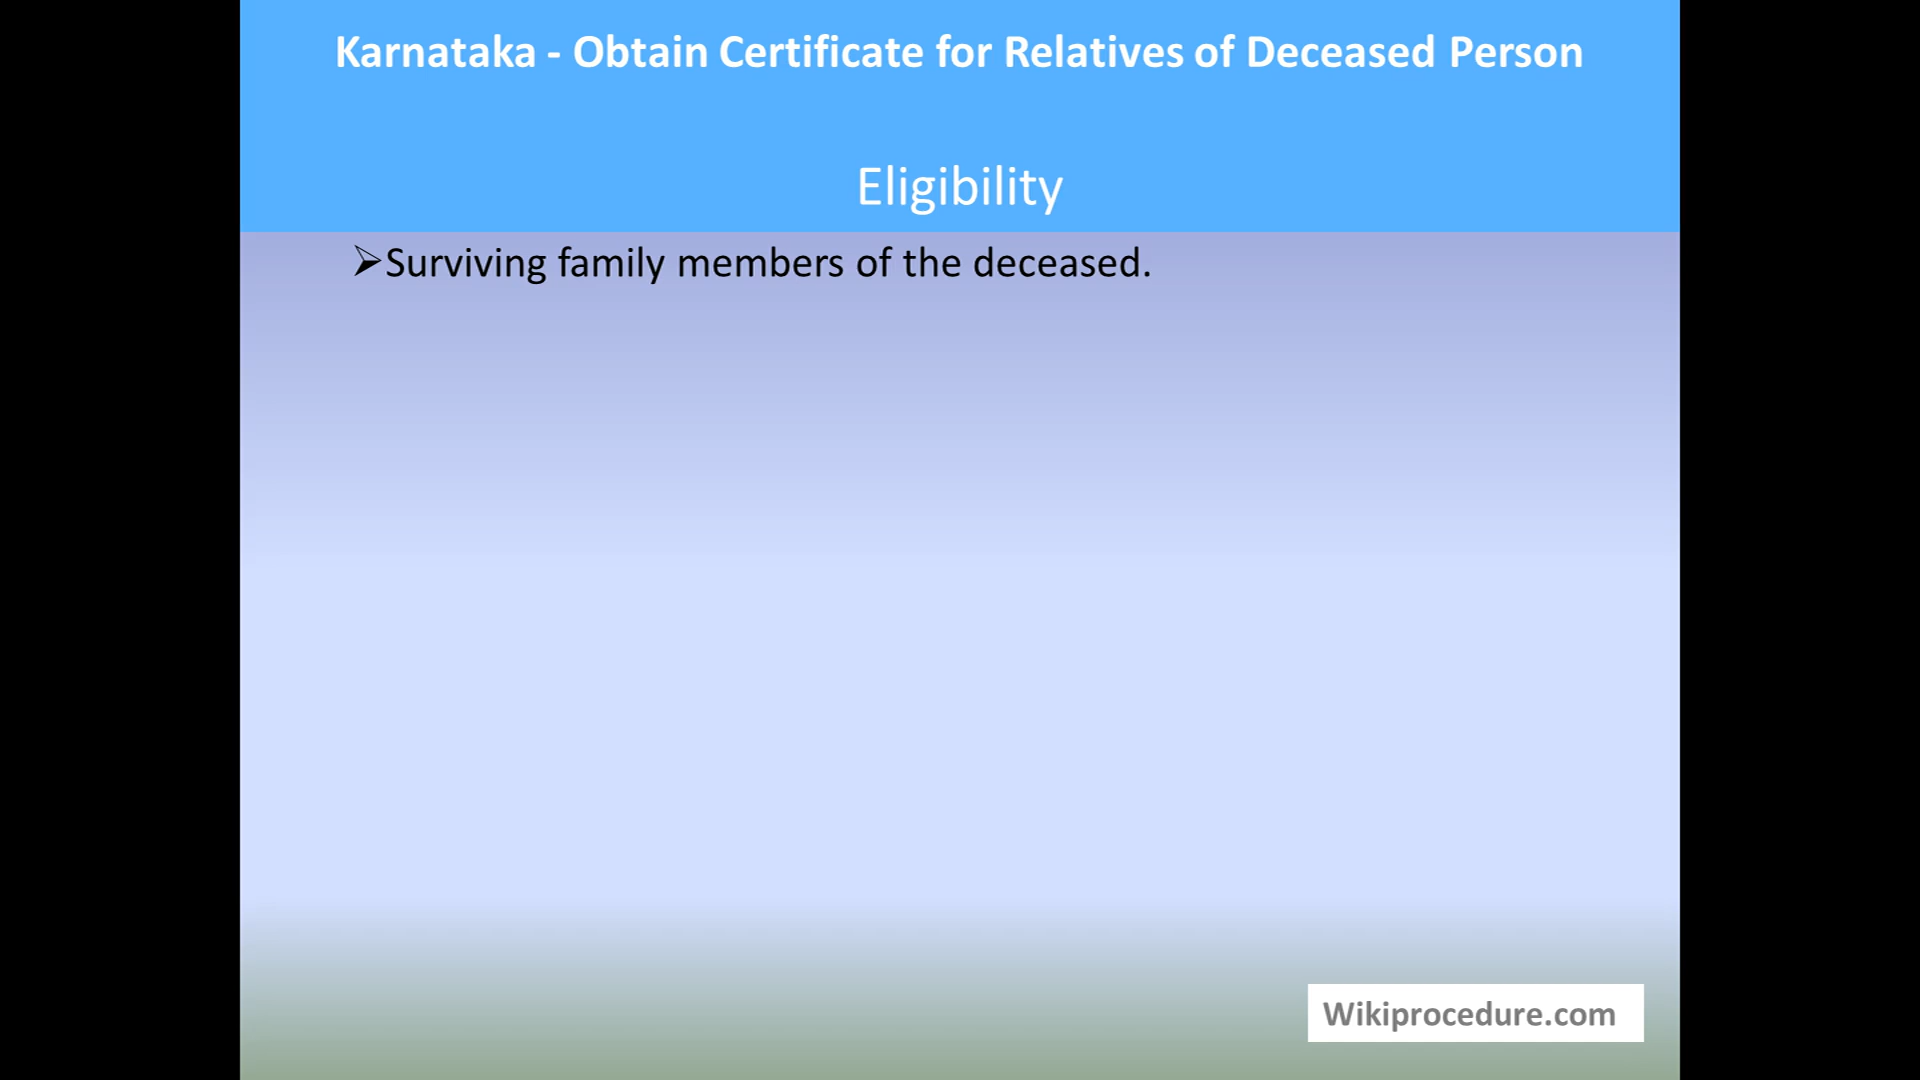 Karnataka - Obtain Certificate for Relatives of Deceased Person
Eligibility
➢Surviving family members of the deceased.
Wikiprocedure.com